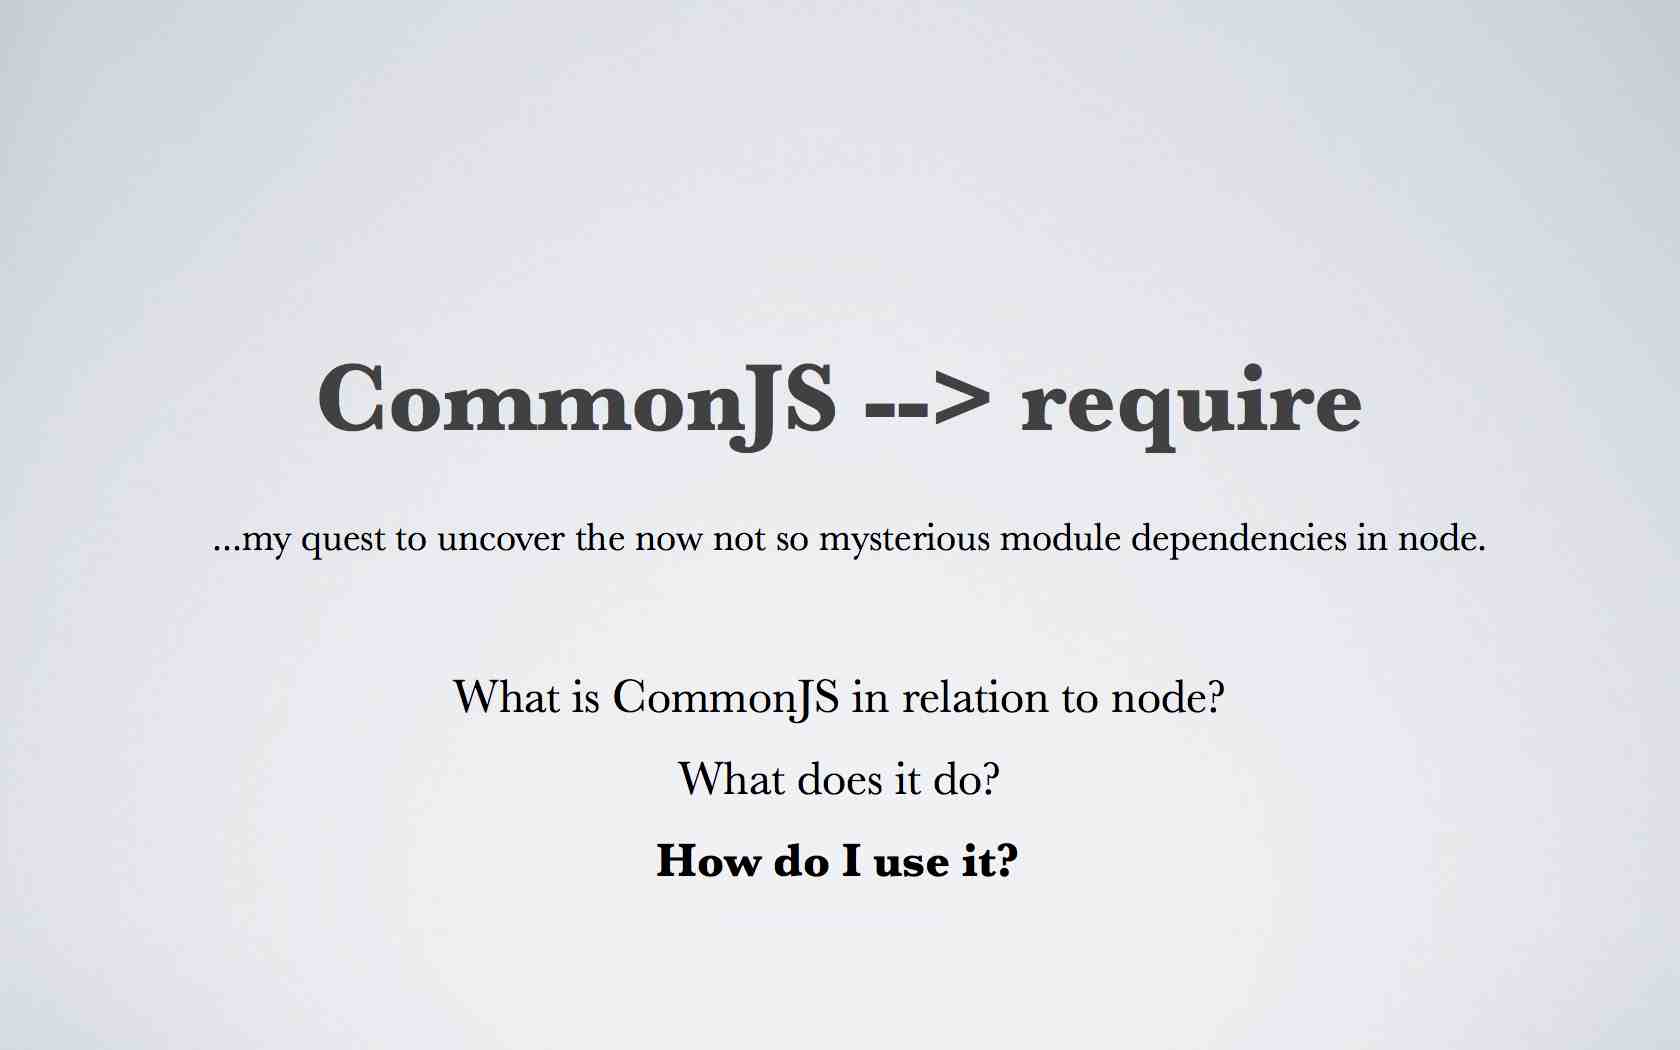 CommonJS --> require
...my quest to uncover the now not so mysterious module dependencies in node.
What is CommonJS in relation to node?
What does it do?
How do I use it?